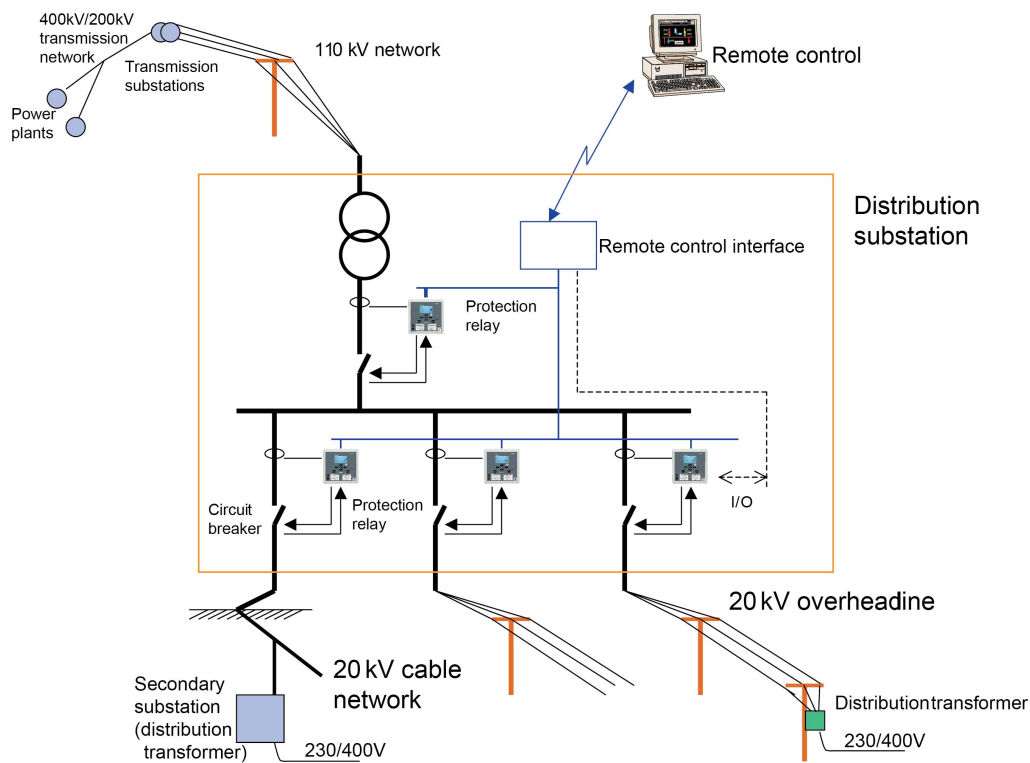 400kV/200kV
transmission
network
110 kV network
Remote control
Transmission
substations
Power
plants
Distribution
substation
Remote control interface
Protection
relay
Circuit
breaker
Protection
relay
I/O
20 kV overheadine
20 kV cable
network
Secondary
substation
(distribution
transformer)
230/400V
Distributiontransformer
230/400V